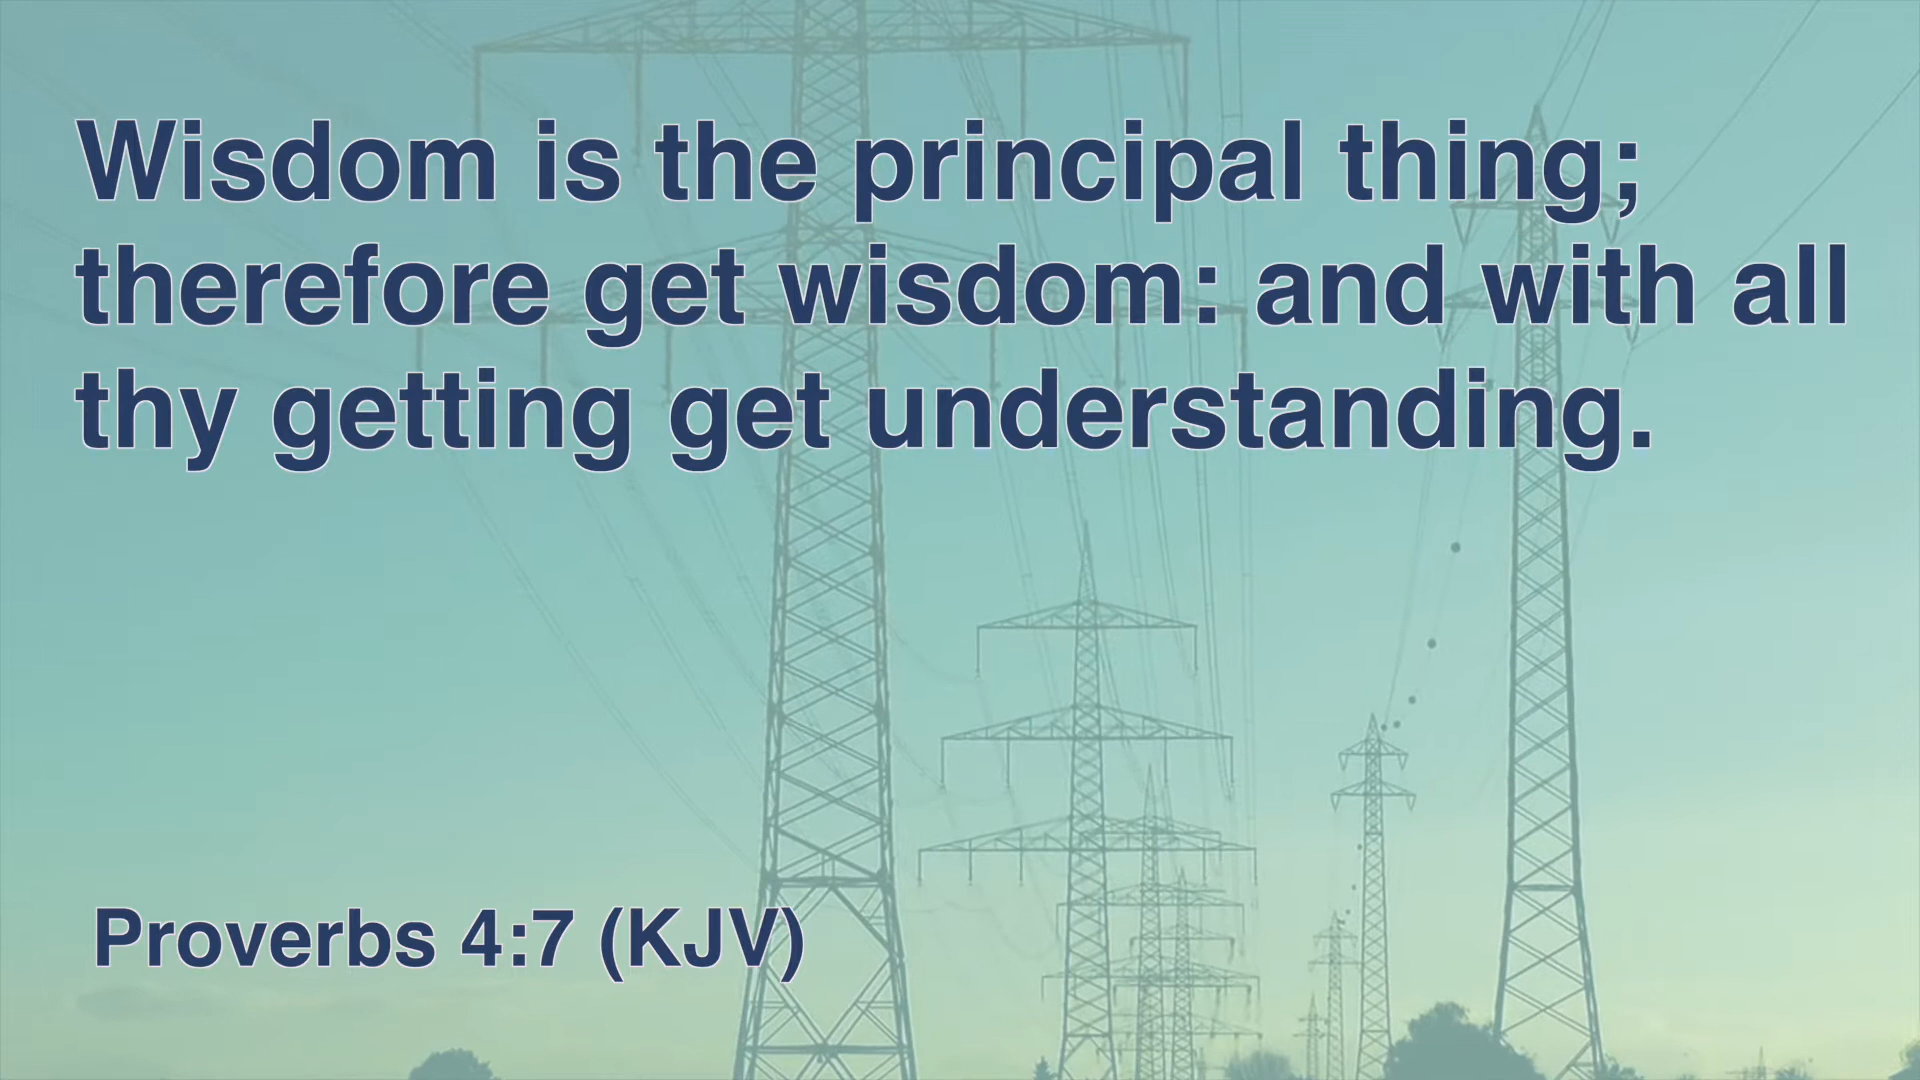 Wisdom is the principal thing;
therefore get wisdom: and with all
thy getting get understanding.
Proverbs 4:7 (KJV)